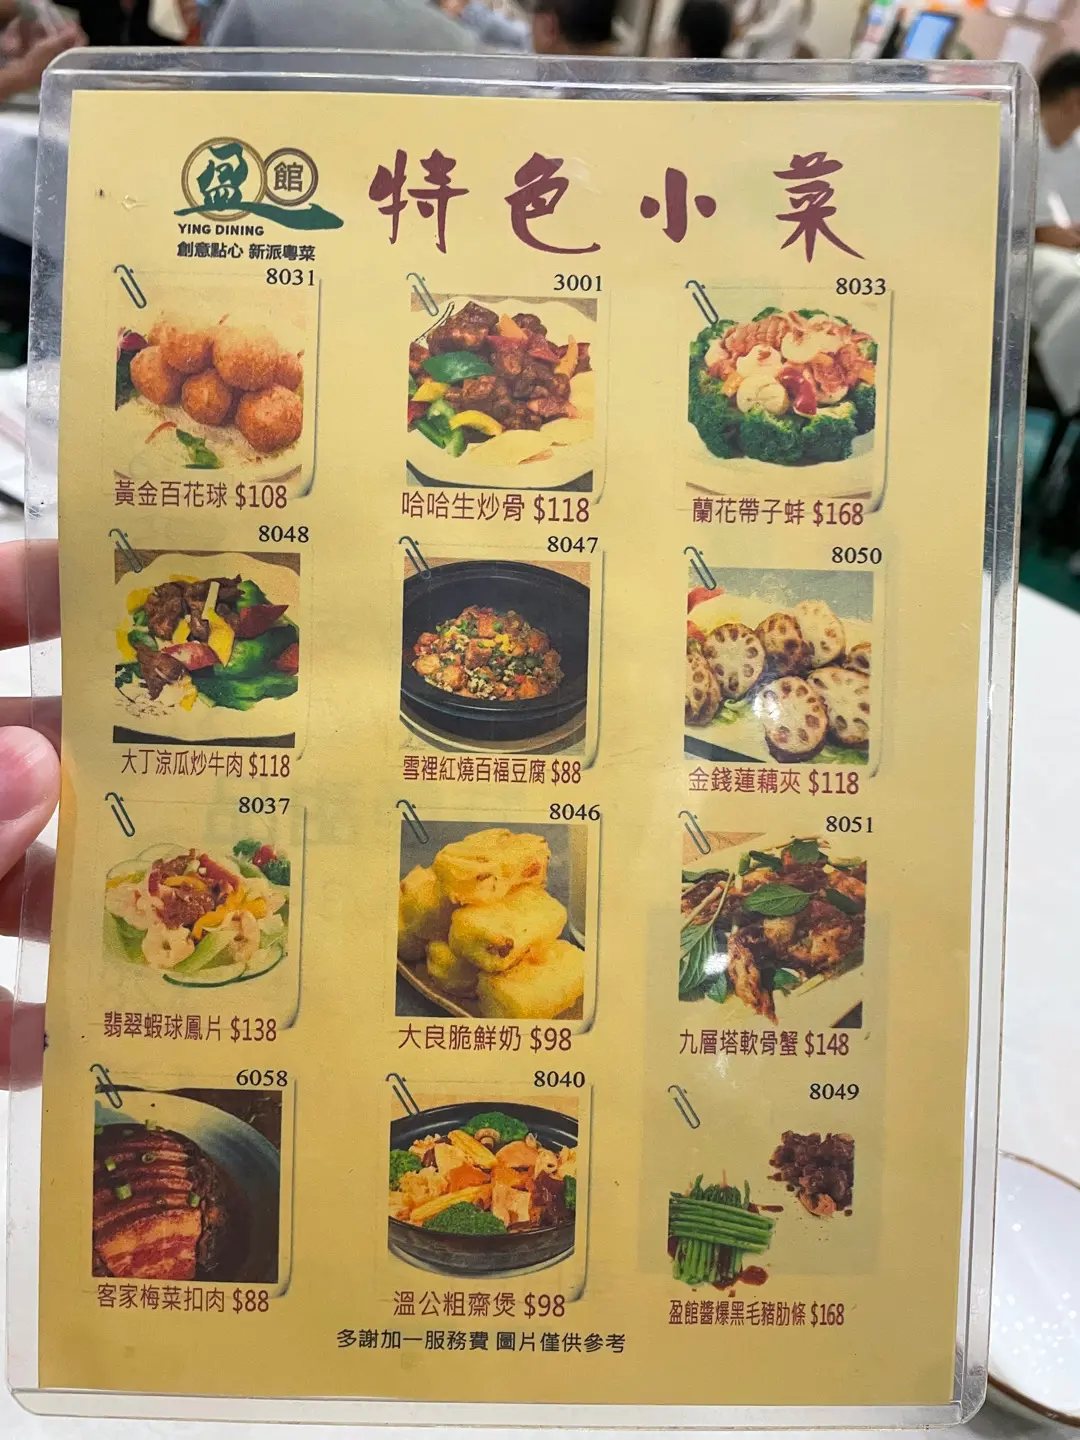 盈館
特色小菜
YING DINING
創意點心 新派粵菜
8031
3001
8033
黃金百花球 $108
哈哈生炒骨 $118
蘭花帶子蚌 $168
8048
8047
8050
大丁涼瓜炒牛肉 $118
雪裡紅燒百福豆腐 $88
金錢蓮藕夾 $118
8037
8046
8051
翡翠蝦球鳳片 $138
大良脆鮮奶 $98
九層塔軟骨蟹 $148
6058
8040
8049
客家梅菜扣肉 $88
溫公粗齋煲 $98
盈館醬爆黑毛豬肋條 $168
多謝加一服務費 圖片僅供參考